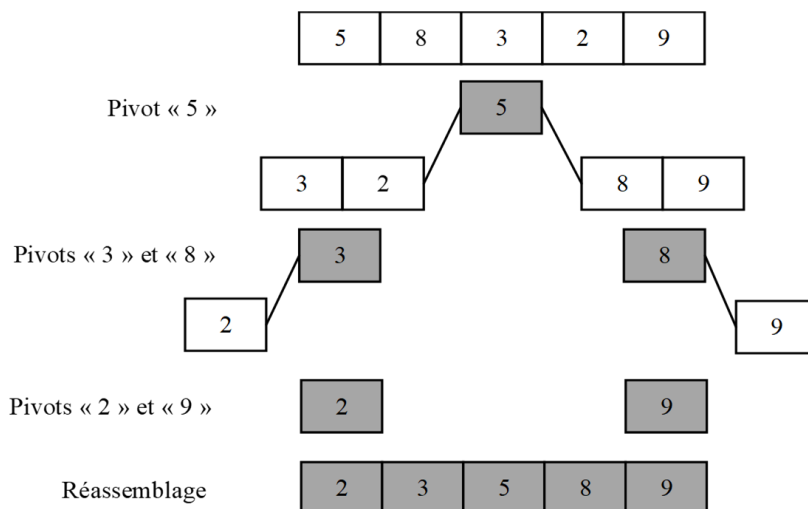 5 8 3 2 9
Pivot « 5 » 5
3 2 8 9
Pivots « 3 » et « 8 » 3 8
2 9
Pivots « 2 » et « 9 » 2 9
Réassemblage 2 3 5 8 9